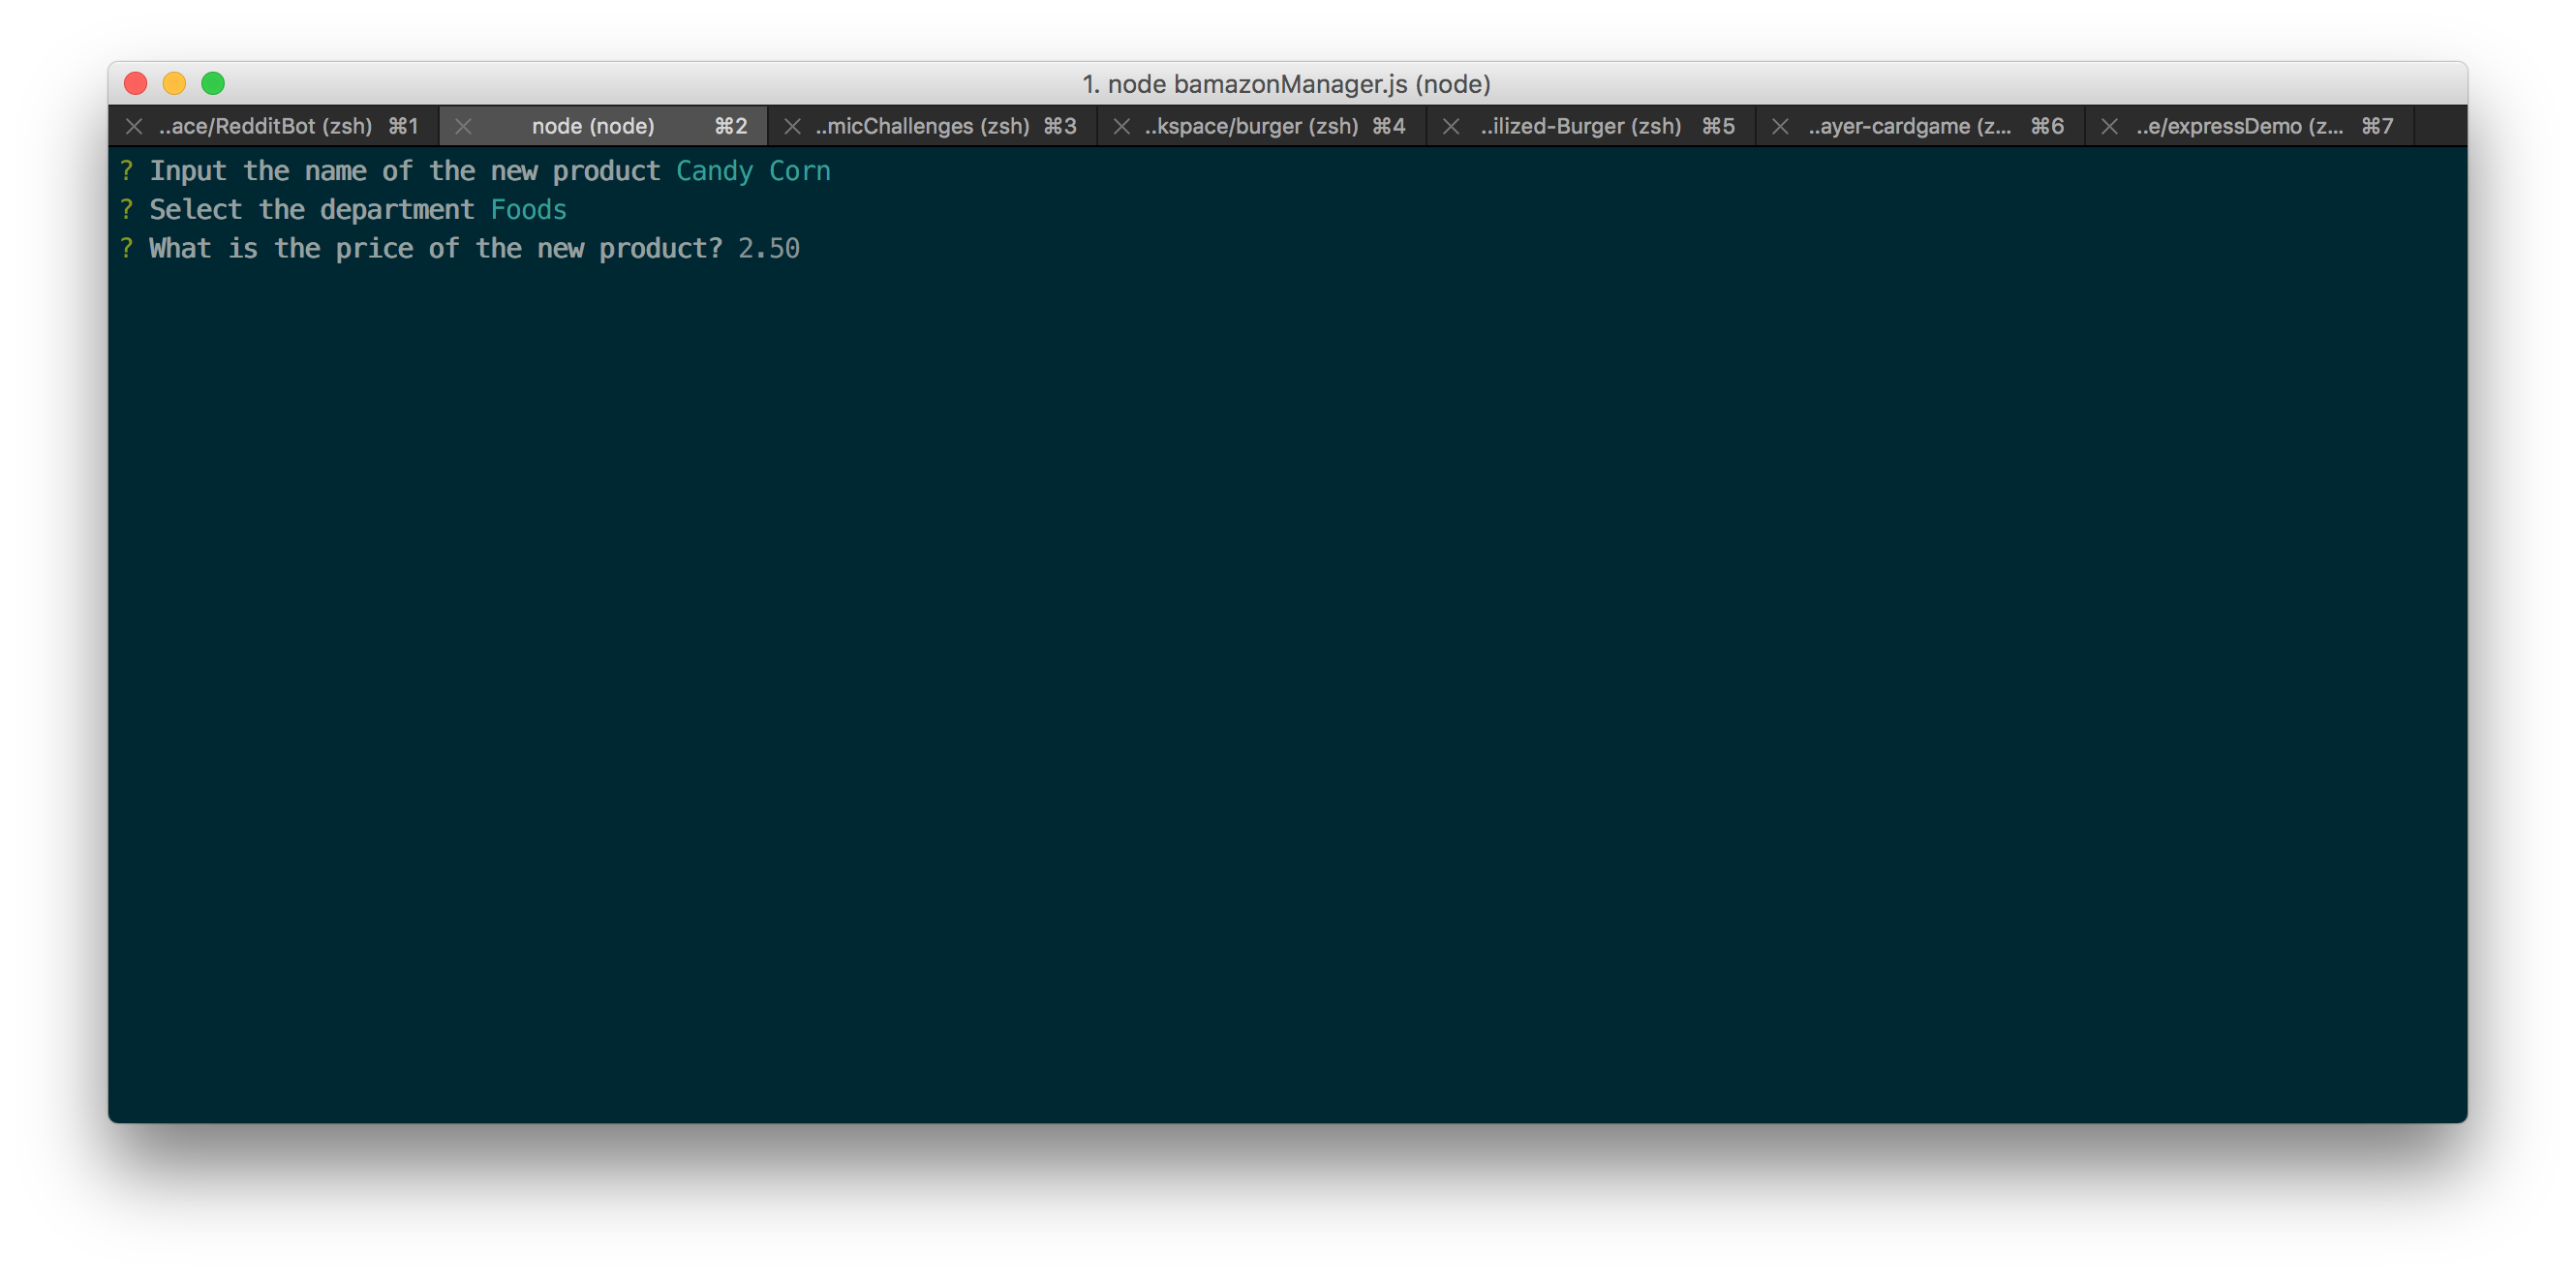 1. node bamazonManager.js (node)
..ace/RedditBot (zsh) ⌘1 node (node) ⌘2 ..micChallenges (zsh) ⌘3 ..kspace/burger (zsh) ⌘4 ..ilized-Burger (zsh) ⌘5 ..ayer-cardgame (z... ⌘6 ..e/expressDemo (z... ⌘7
? Input the name of the new product Candy Corn
? Select the department Foods
? What is the price of the new product? 2.50